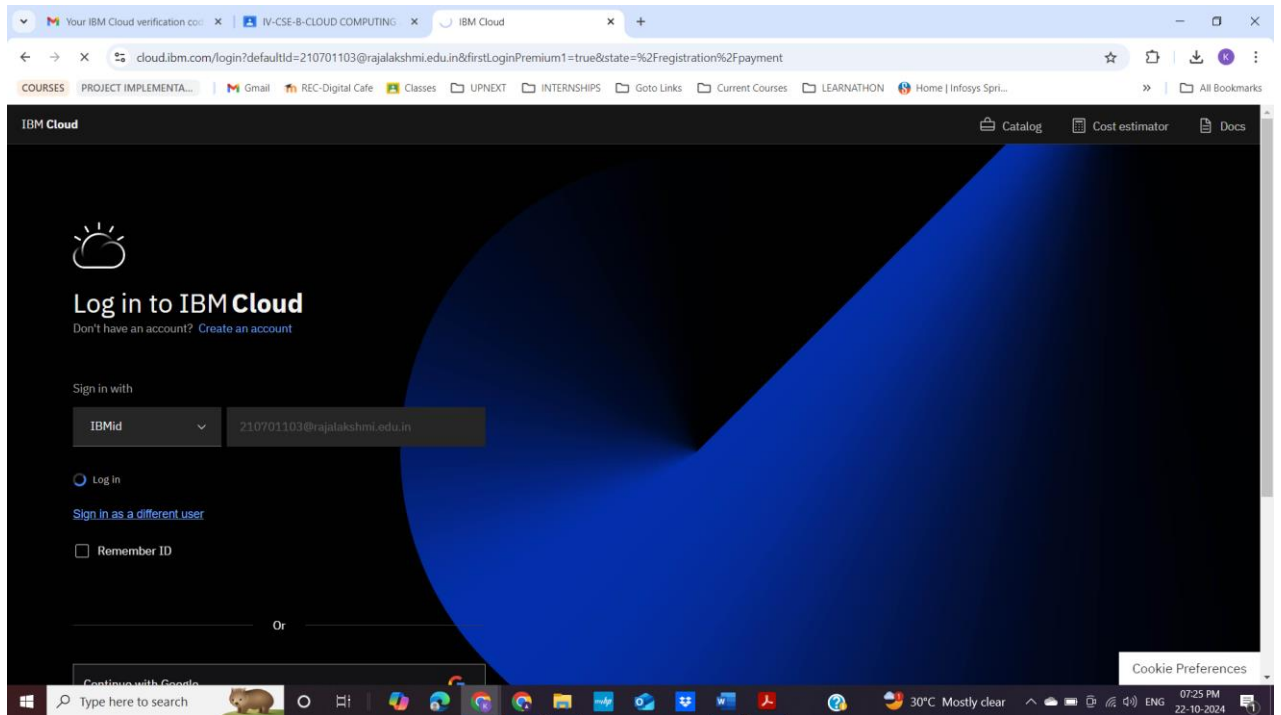 Your IBM Cloud verification cod
IV-CSE-B-CLOUD COMPUTING
IBM Cloud
cloud.ibm.com/login?defaultId=210701103@rajalakshmi.edu.in&firstLoginPremium1=true&state=%2Fregistration%2Fpayment
K
COURSES PROJECT IMPLEMENTA... Gmail REC-Digital Cafe Classes UPNEXT INTERNSHIPS Goto Links Current Courses LEARNATHON Home | Infosys Spri... » All Bookmarks
IBM Cloud Catalog Cost estimator Docs
Log in to IBM Cloud
Don't have an account? Create an account
Sign in with
IBMid 210701103@rajalakshmi.edu.in
Log in
Sign in as a different user
Remember ID
Or
Continue with Google
Cookie Preferences
Type here to search 30°C Mostly clear ENG 07:25 PM
22-10-2024